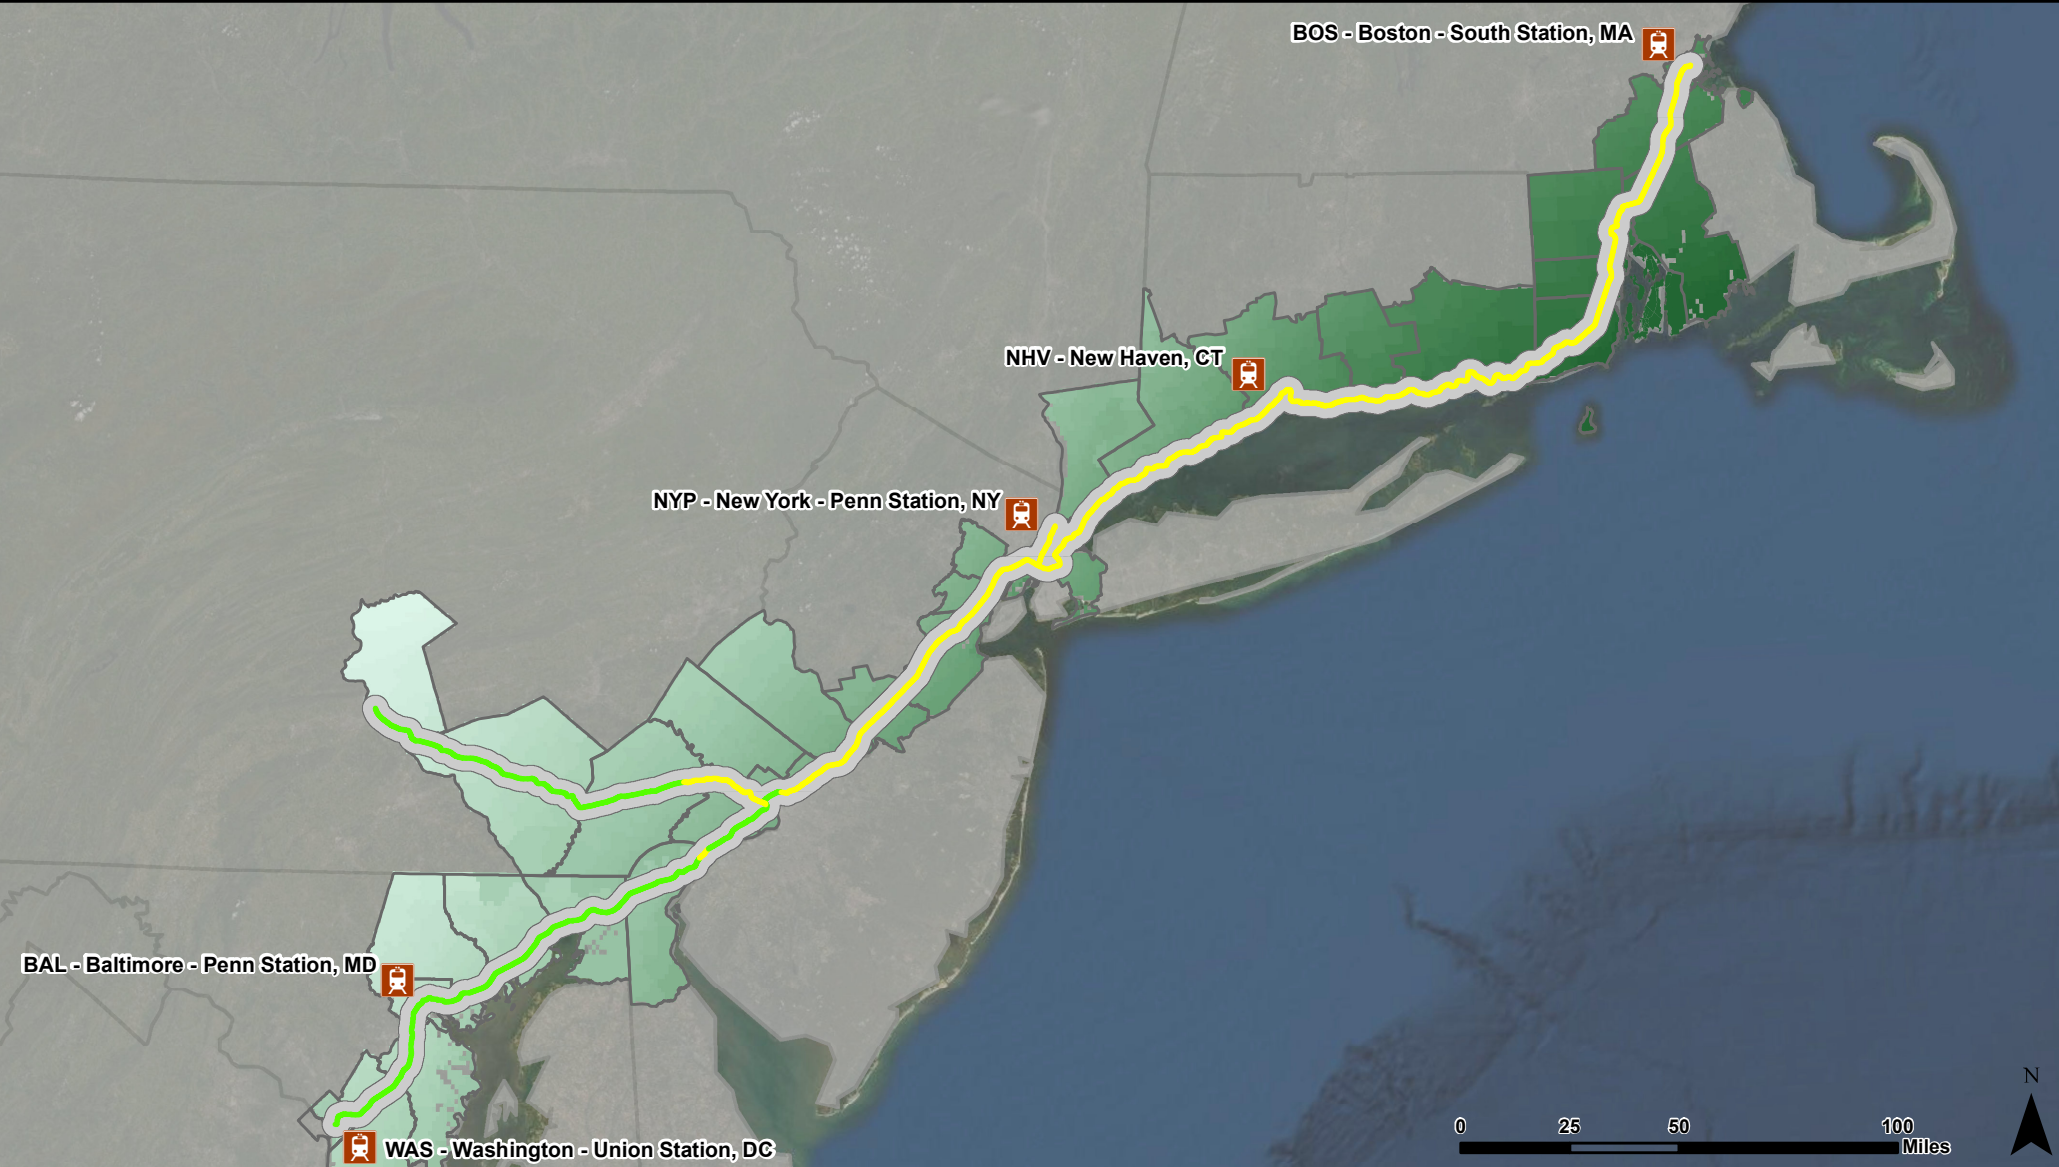 BOS - Boston - South Station, MA
NHV - New Haven, CT
NYP - New York - Penn Station, NY
BAL - Baltimore - Penn Station, MD
WAS - Washington - Union Station, DC
N
0 25 50 100
Miles